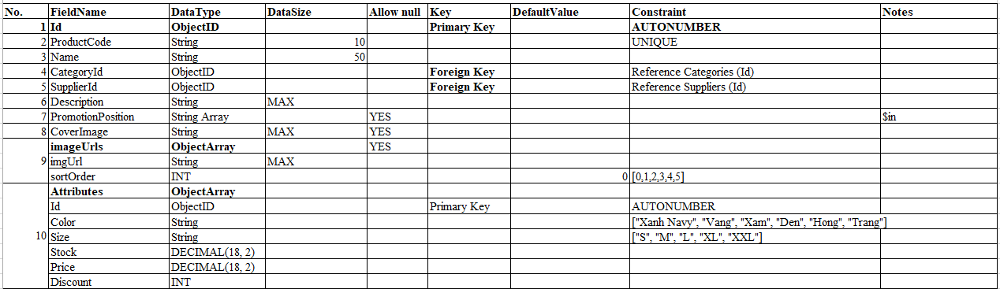 No. FieldName DataType DataSize Allow null Key DefaultValue Constraint Notes
1 Id ObjectID Primary Key AUTONUMBER
2 ProductCode String 10 UNIQUE
3 Name String 50
4 CategoryId ObjectID Foreign Key Reference Categories (Id)
5 SupplierId ObjectID Foreign Key Reference Suppliers (Id)
6 Description String MAX
7 PromotionPosition String Array YES $in
8 CoverImage String MAX YES
imageUrls ObjectArray YES
9 imgUrl String MAX
sortOrder INT 0 [0,1,2,3,4,5]
Attributes ObjectArray
Id ObjectID Primary Key AUTONUMBER
Color String ["Xanh Navy", "Vang", "Xam", "Den", "Hong", "Trang"]
10 Size String ["S", "M", "L", "XL", "XXL"]
Stock DECIMAL(18, 2)
Price DECIMAL(18, 2)
Discount INT